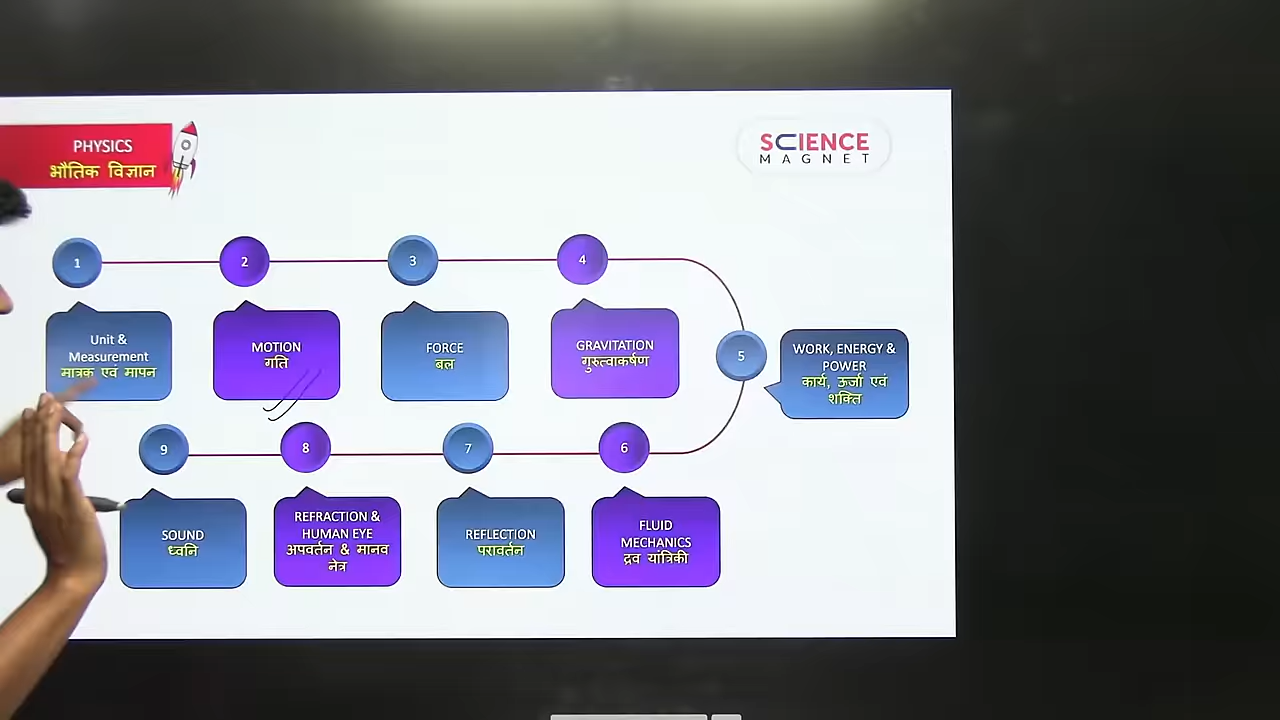 PHYSICS
भौतिक विज्ञान
SCIENCE
MAGNET
1
2
3
4
Unit &
Measurement
मात्रक एवं मापन
MOTION
गति
FORCE
बल
GRAVITATION
गुरुत्वाकर्षण
5
WORK, ENERGY &
POWER
कार्य, ऊर्जा एवं
शक्ति
9
8
7
6
SOUND
ध्वनि
REFRACTION &
HUMAN EYE
अपवर्तन & मानव
नेत्र
REFLECTION
परावर्तन
FLUID
MECHANICS
द्रव यांत्रिकी